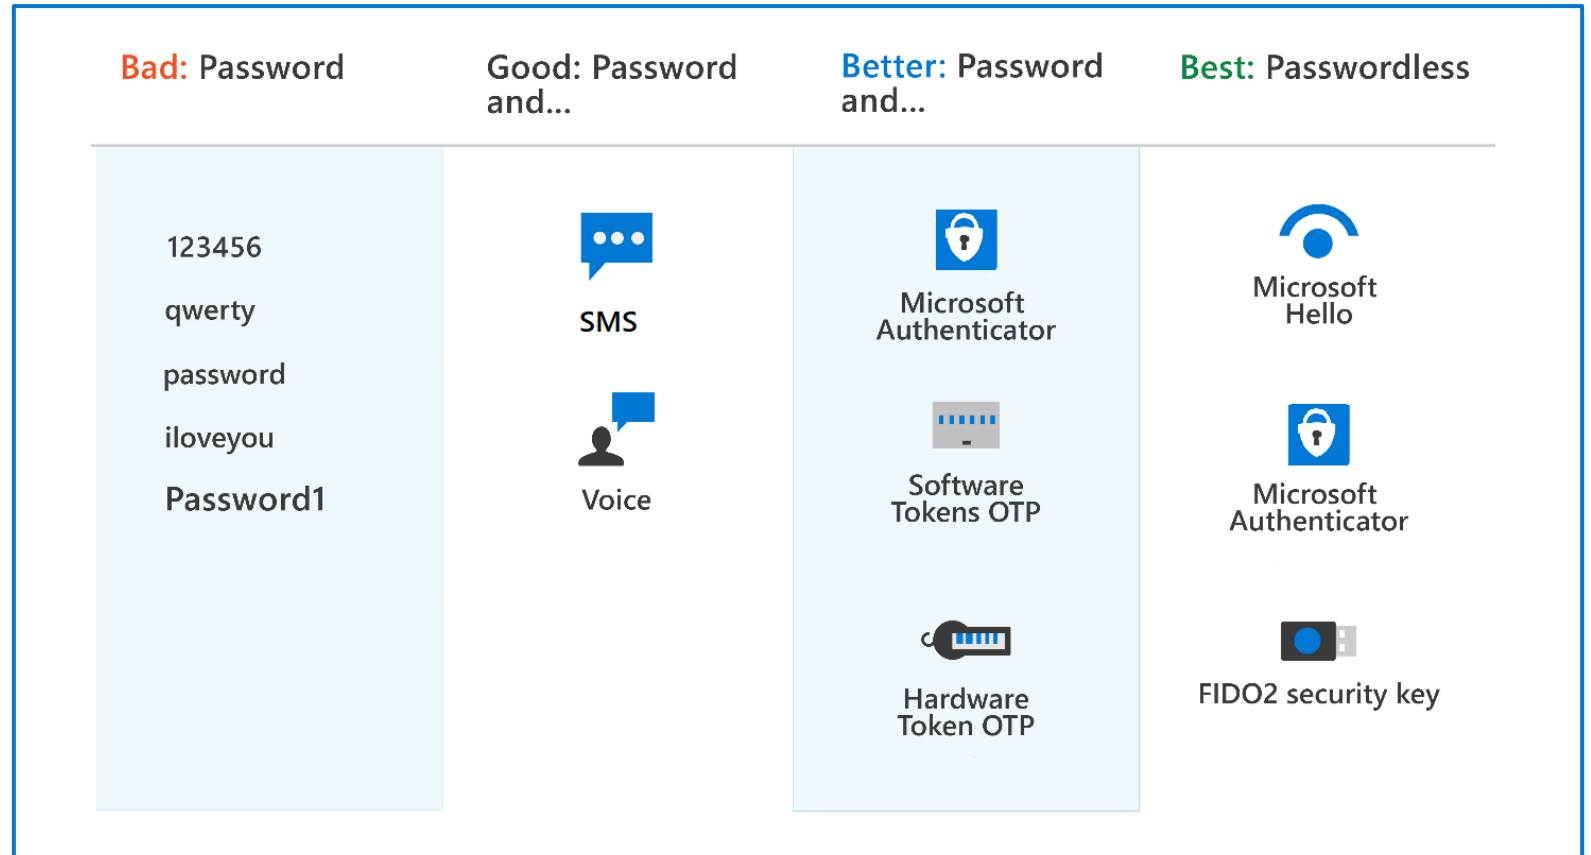 Bad: Password
Good: Password
and...
Better: Password
and...
Best: Passwordless
123456
qwerty
password
iloveyou
Password1
SMS
Voice
Microsoft
Authenticator
Software
Tokens OTP
Hardware
Token OTP
Microsoft
Hello
Microsoft
Authenticator
FIDO2 security key